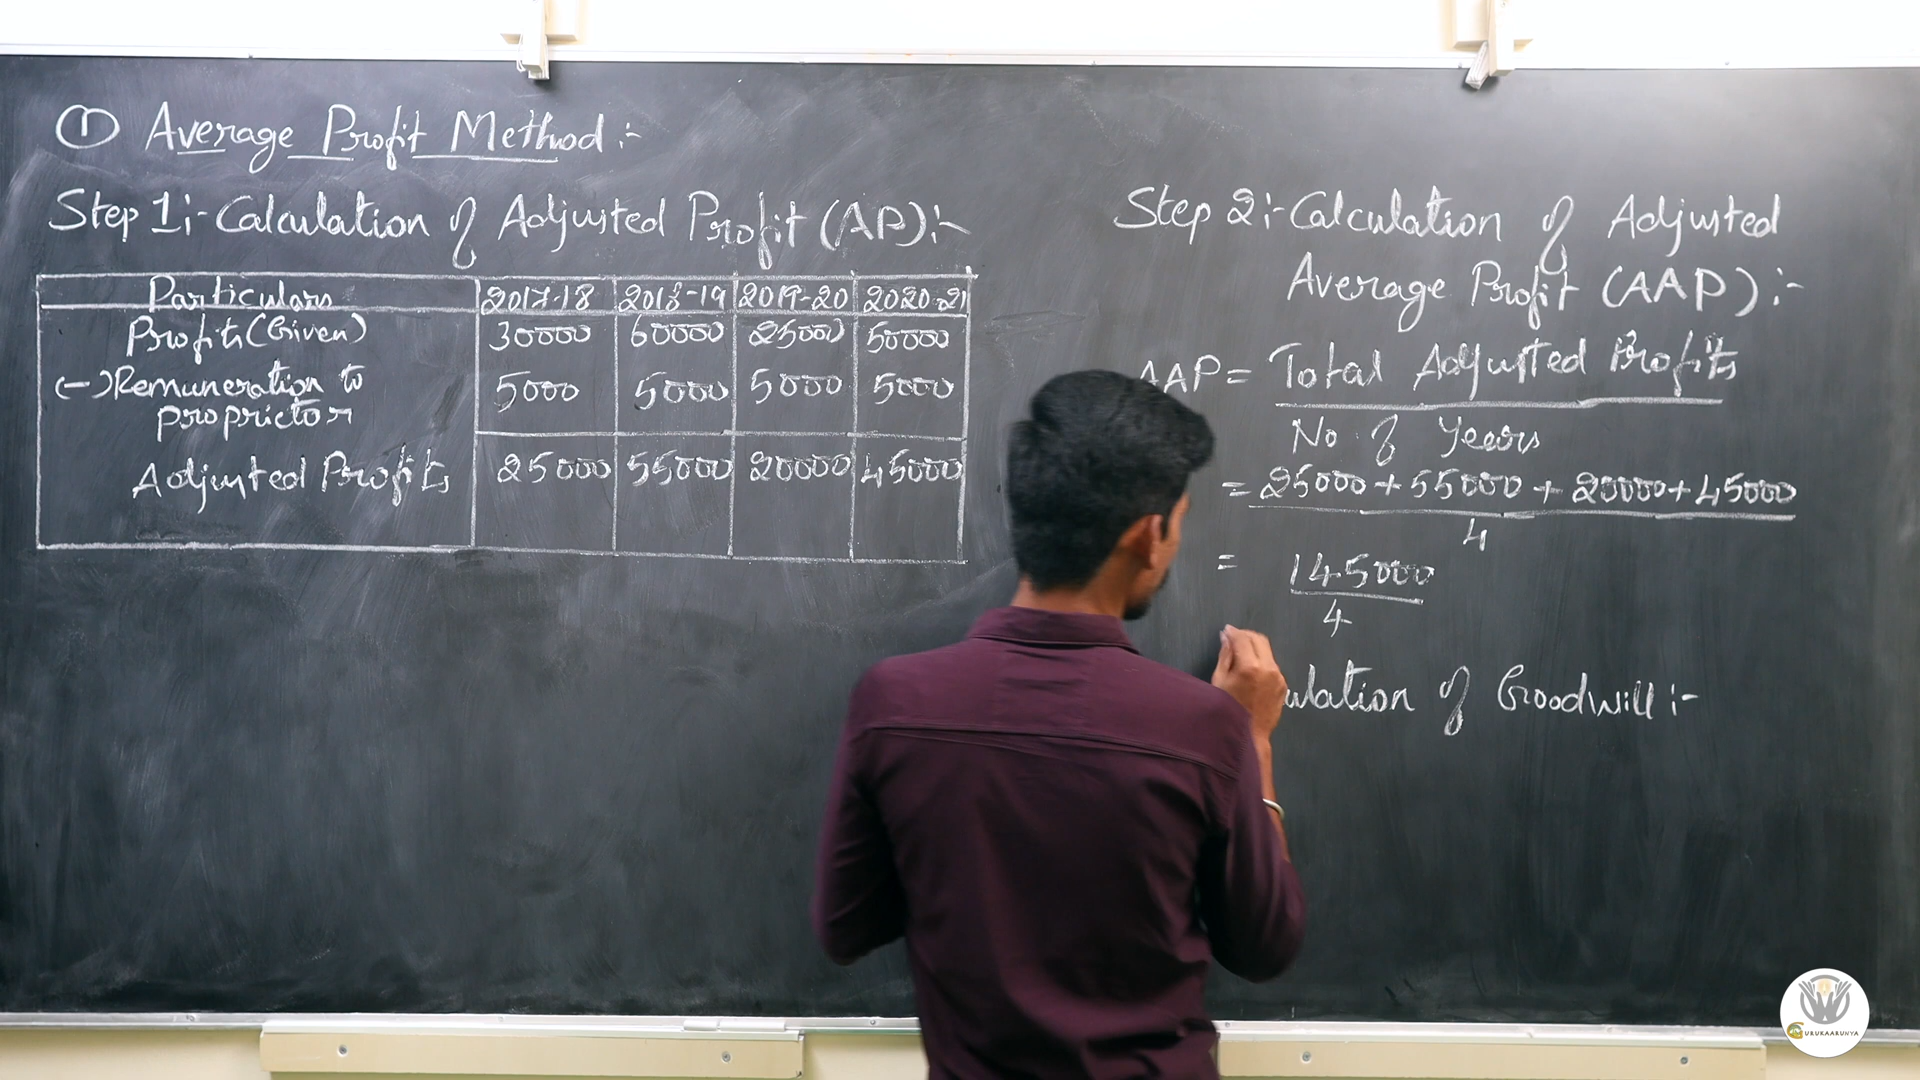 ① Average Profit Method :-
Step 1:- Calculation of Adjusted Profit (AP):-
Particulars 2017-18 2018-19 2019-20 2020-21
Profits (Given) 30000 60000 25000 50000
(-) Remuneration to 5000 5000 5000 5000
proprietor
Adjusted Profits 25000 55000 20000 45000
Step 2:- Calculation of Adjusted
Average Profit (AAP):-
AAP = Total Adjusted Profits
No. of Years
= 25000 + 55000 + 20000 + 45000
4
= 145000
4
ulation of Goodwill :-
GURUKAARUNYA